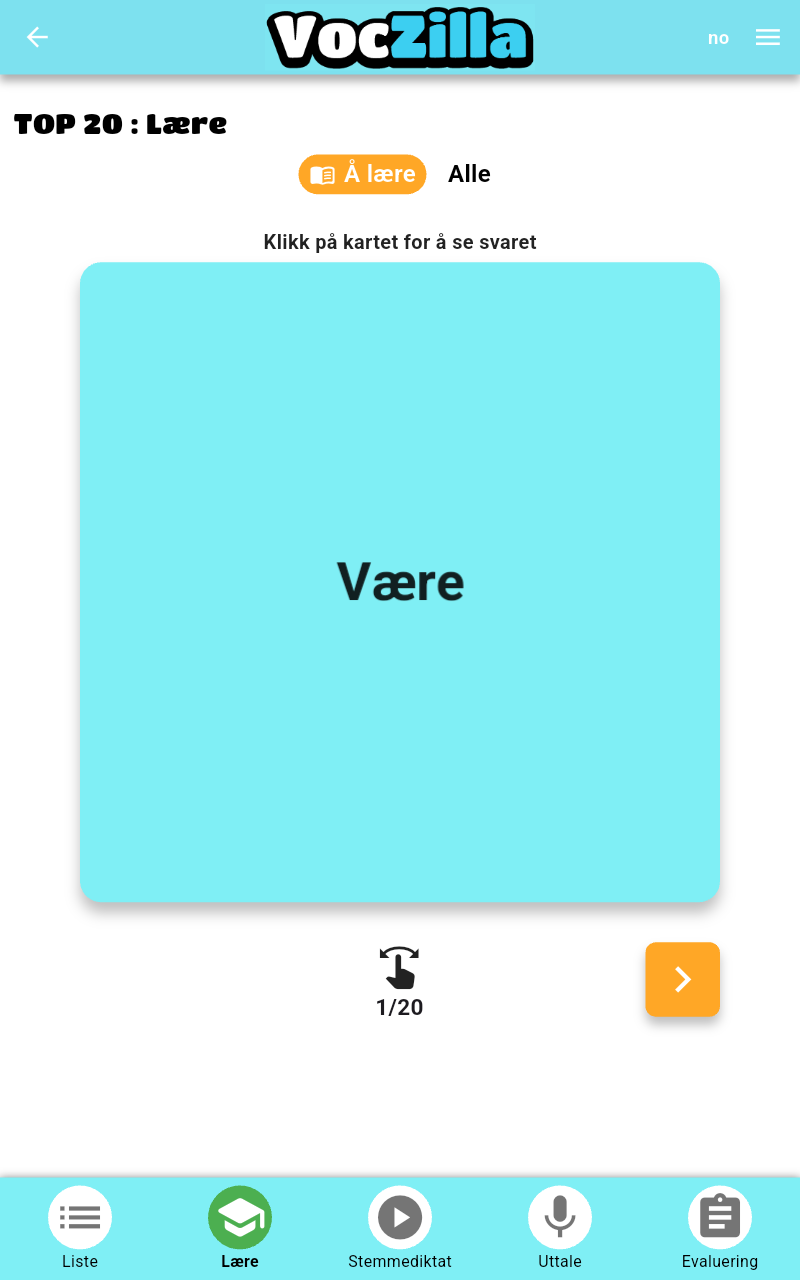 VocZilla
no
TOP 20 : Lære
Å lære Alle
Klikk på kartet for å se svaret
Være
1/20
Liste Lære Stemmediktat Uttale Evaluering